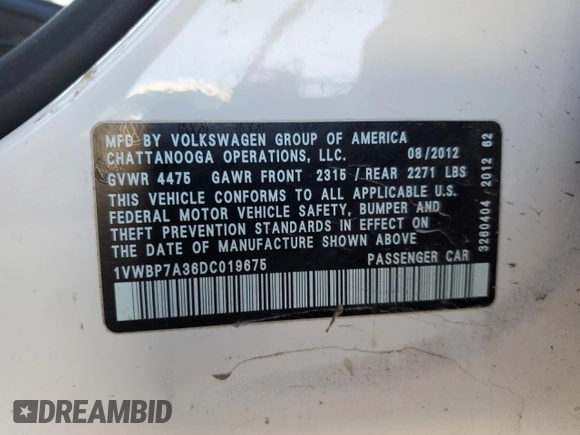 MFD BY VOLKSWAGEN GROUP OF AMERICA
CHATTANOOGA OPERATIONS, LLC. 08/2012
GVWR 4475 GAWR FRONT 2315 / REAR 2271 LBS
THIS VEHICLE CONFORMS TO ALL APPLICABLE U.S.
FEDERAL MOTOR VEHICLE SAFETY, BUMPER AND
THEFT PREVENTION STANDARDS IN EFFECT ON
THE DATE OF MANUFACTURE SHOWN ABOVE
1VWBP7A36DC019675 PASSENGER CAR
3260404 2012 62
DREAMBID